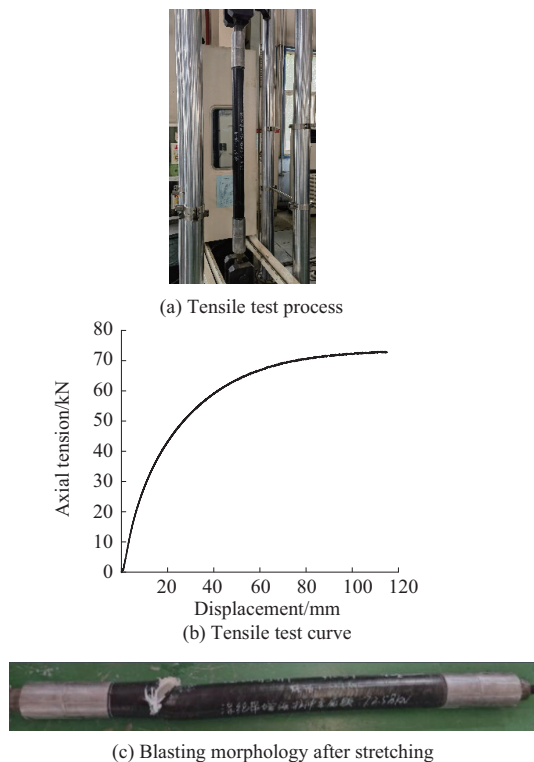 (a) Tensile test process
80
70
60
50
40
30
20
10
0
Axial tension/kN
20 40 60 80 100 120
Displacement/mm
(b) Tensile test curve
(c) Blasting morphology after stretching